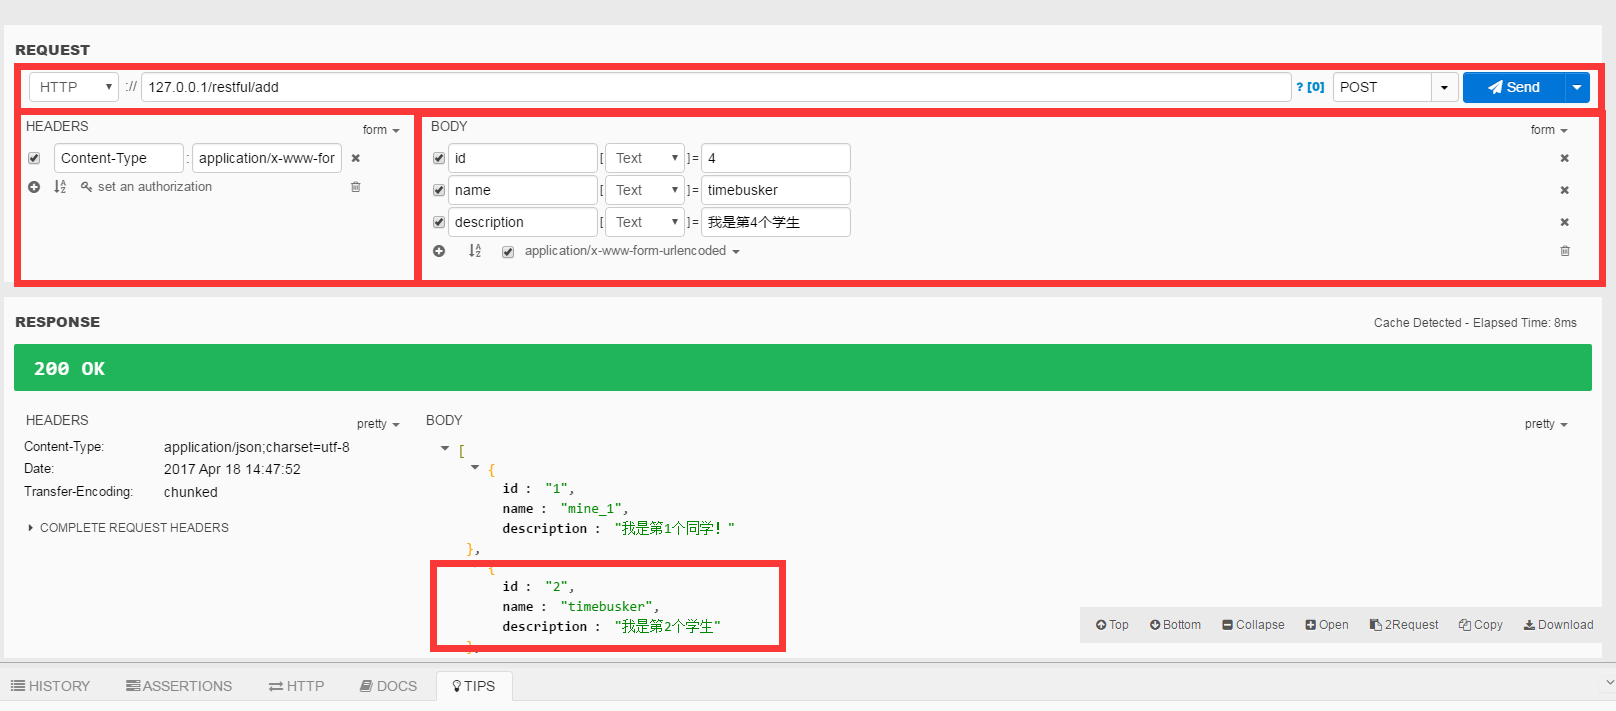 REQUEST
HTTP :// 127.0.0.1/restful/add ? [0] POST Send
HEADERS form
Content-Type : application/x-www-for
set an authorization
BODY form
id [ Text ]= 4
name [ Text ]= timebusker
description [ Text ]= 我是第4个学生
application/x-www-form-urlencoded
RESPONSE
Cache Detected - Elapsed Time: 8ms
200 OK
HEADERS pretty
Content-Type: application/json;charset=utf-8
Date: 2017 Apr 18 14:47:52
Transfer-Encoding: chunked
COMPLETE REQUEST HEADERS
BODY pretty
[
{
id : "1",
name : "mine_1",
description : "我是第1个同学！"
},
{
id : "2",
name : "timebusker",
description : "我是第2个学生"
},
Top Bottom Collapse Open 2Request Copy Download
HISTORY ASSERTIONS HTTP DOCS TIPS